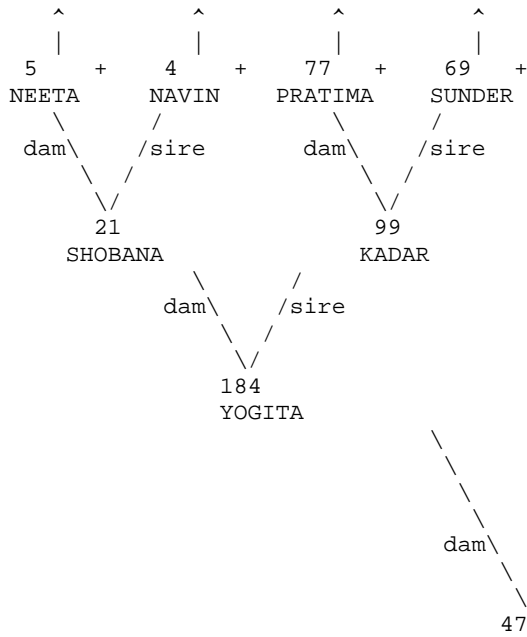 ^ ^ ^ ^
| | | |
5 + 4 + 77 + 69 +
NEETA NAVIN PRATIMA SUNDER
\ / \ /
dam\ /sire dam\ /sire
\ / \ /
\/ \/
21 99
SHOBANA KADAR
\ /
dam\ /sire
\ /
\/
184
YOGITA
\
\
\
\
dam\
\
\
47